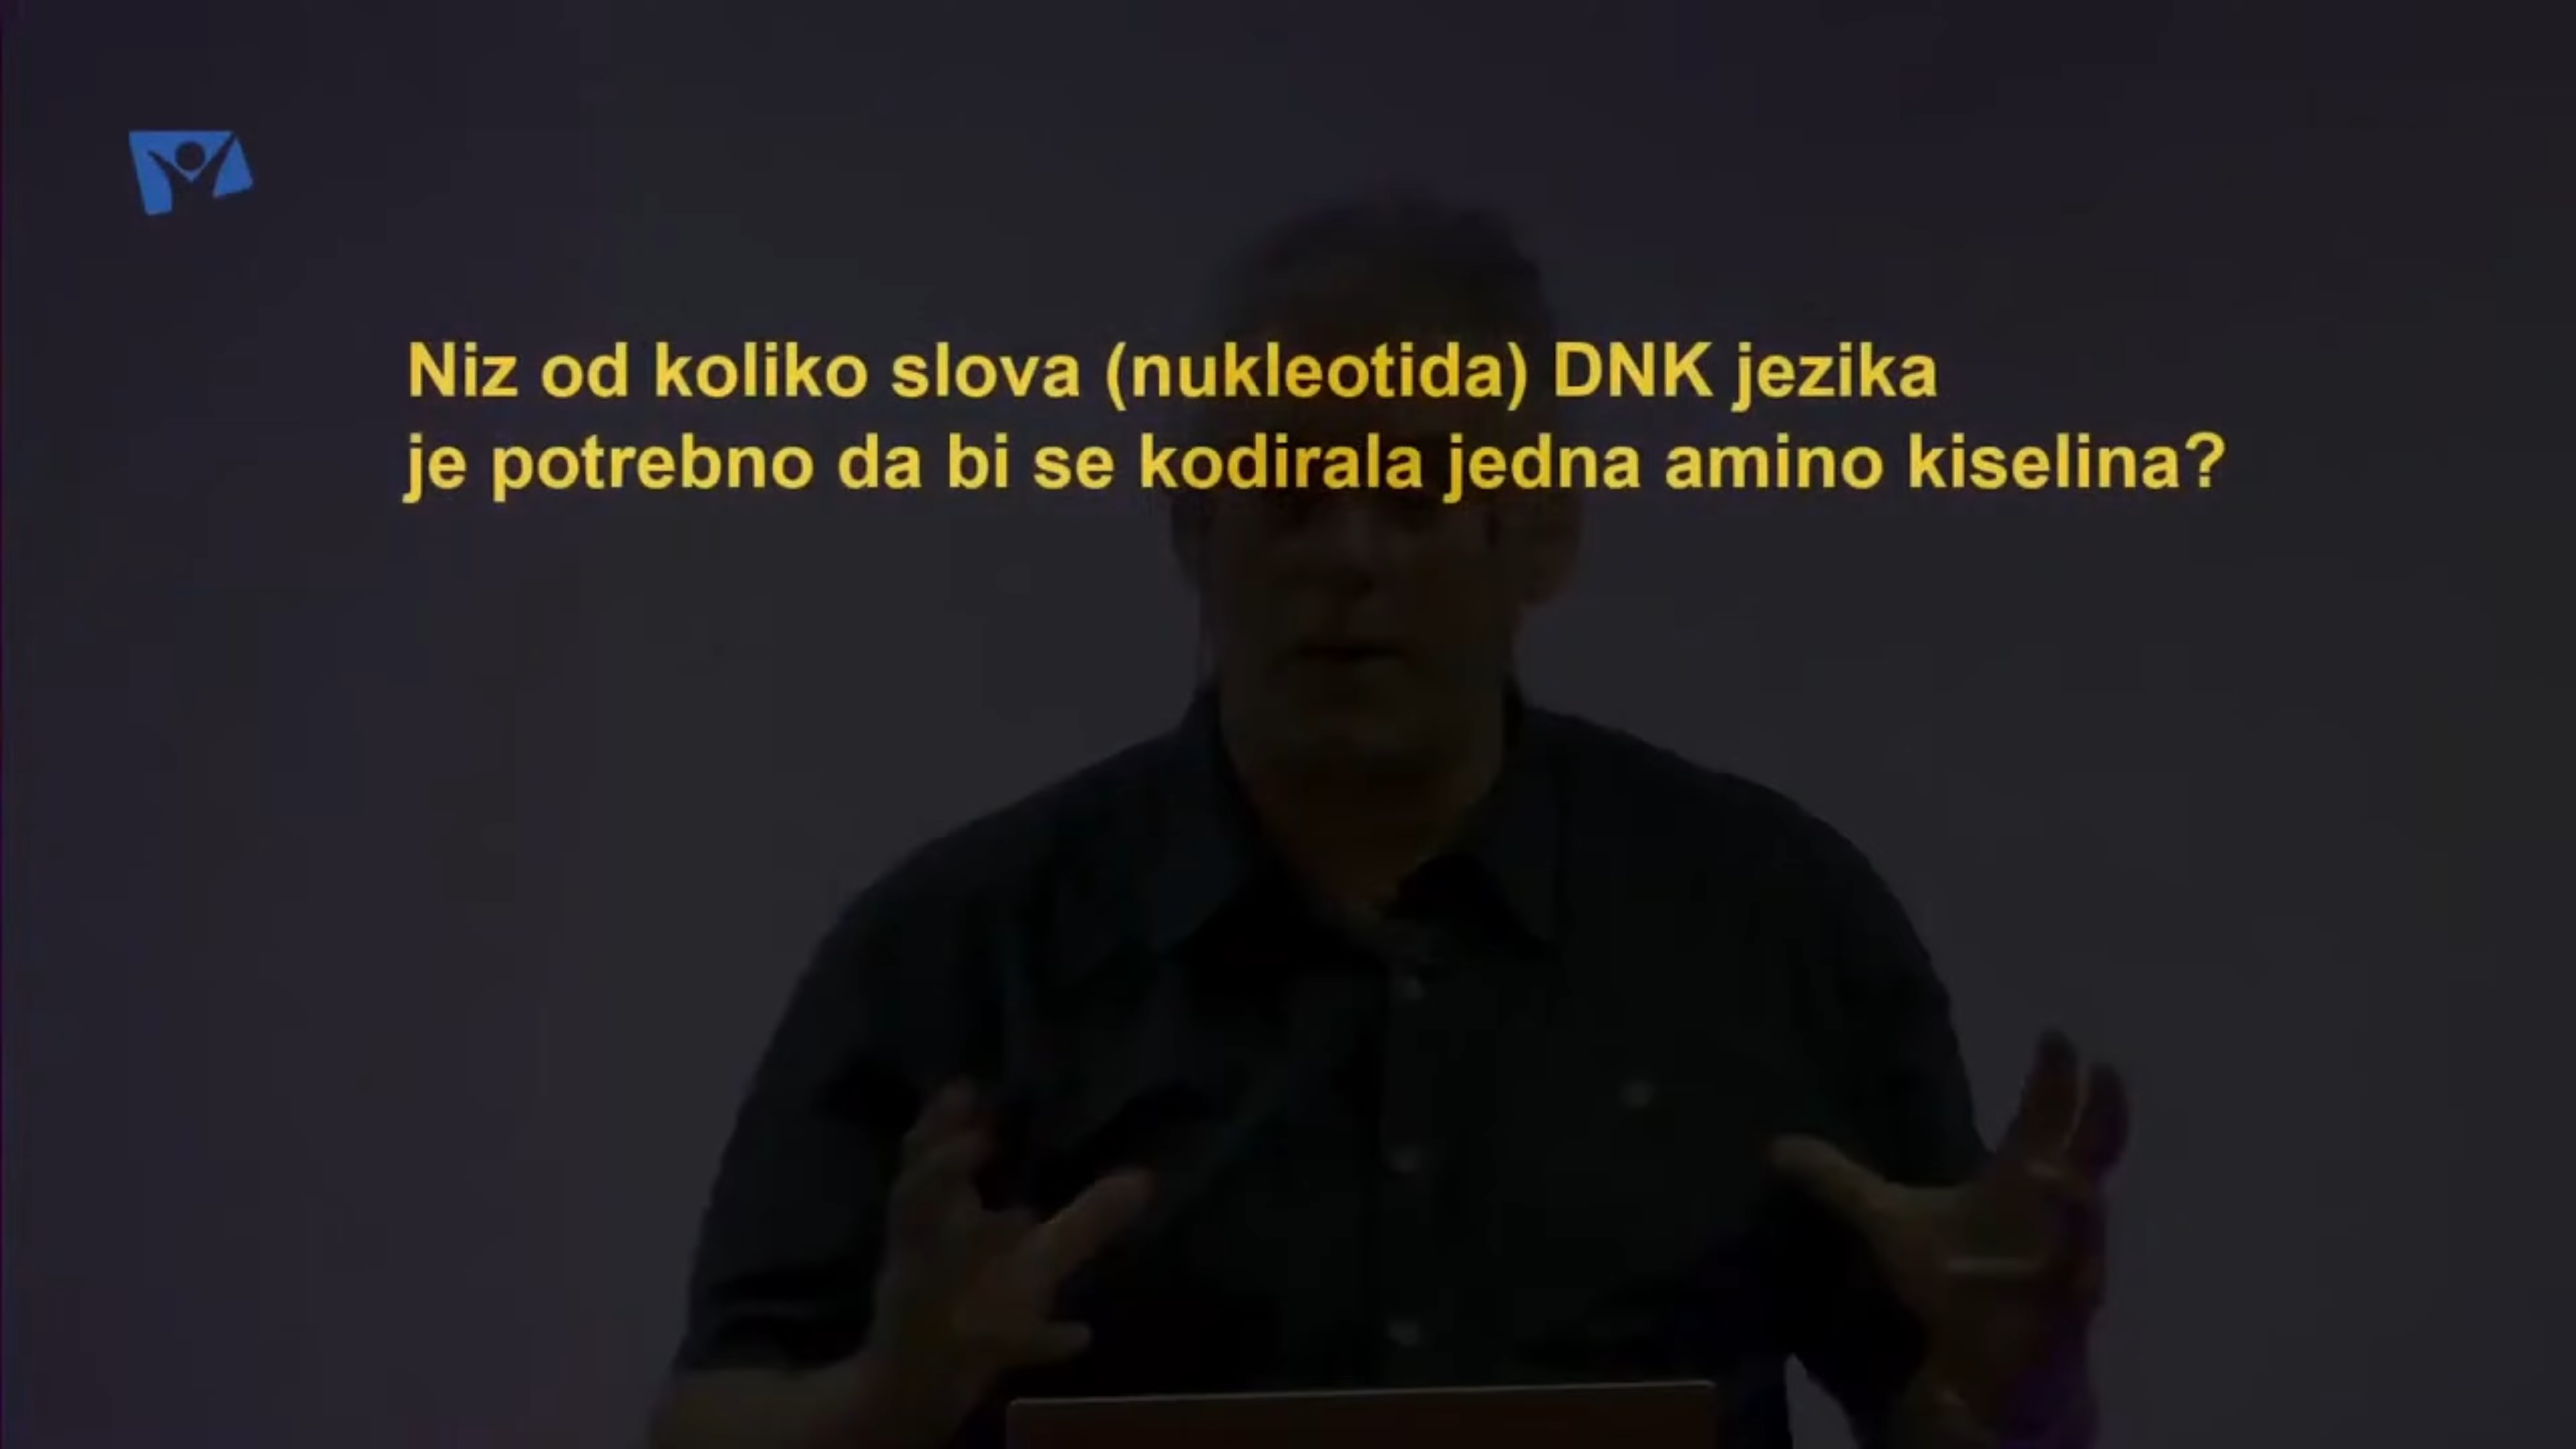 Niz od koliko slova (nukleotida) DNK jezika
je potrebno da bi se kodirala jedna amino kiselina?